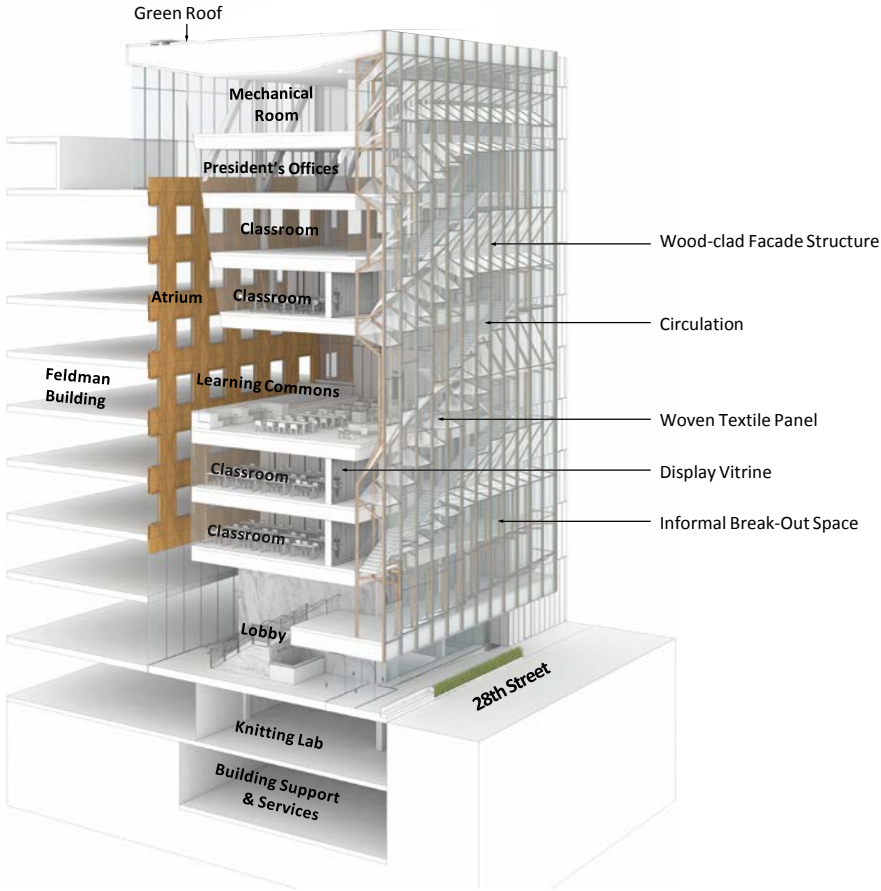 Green Roof
Mechanical
Room
President's Offices
Classroom
Wood-clad Facade Structure
Atrium
Classroom
Circulation
Feldman
Building
Learning Commons
Woven Textile Panel
Classroom
Display Vitrine
Classroom
Informal Break-Out Space
Lobby
28th Street
Knitting Lab
Building Support
& Services